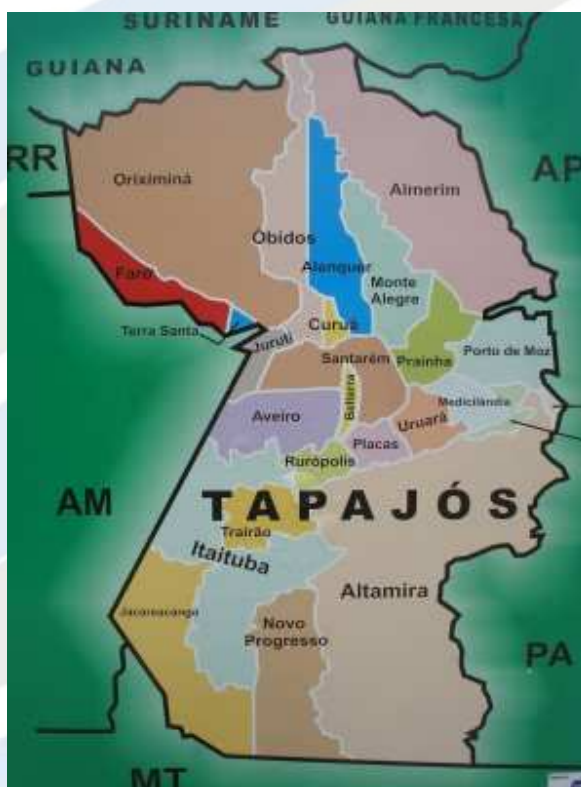 SURINAME
GUIANA FRANCESA
GUIANA
RR
AP
Oriximiná
Almerim
Óbidos
Faro
Alenquer
Monte
Alegre
Terra Santa
Juruti
Curuá
Santarém
Prainha
Porto de Moz
Belterra
Medicilândia
Aveiro
Uruará
Placas
Rurópolis
AM
TAPAJÓS
Trairão
Itaituba
Altamira
Jacareacanga
Novo
Progresso
PA
MT